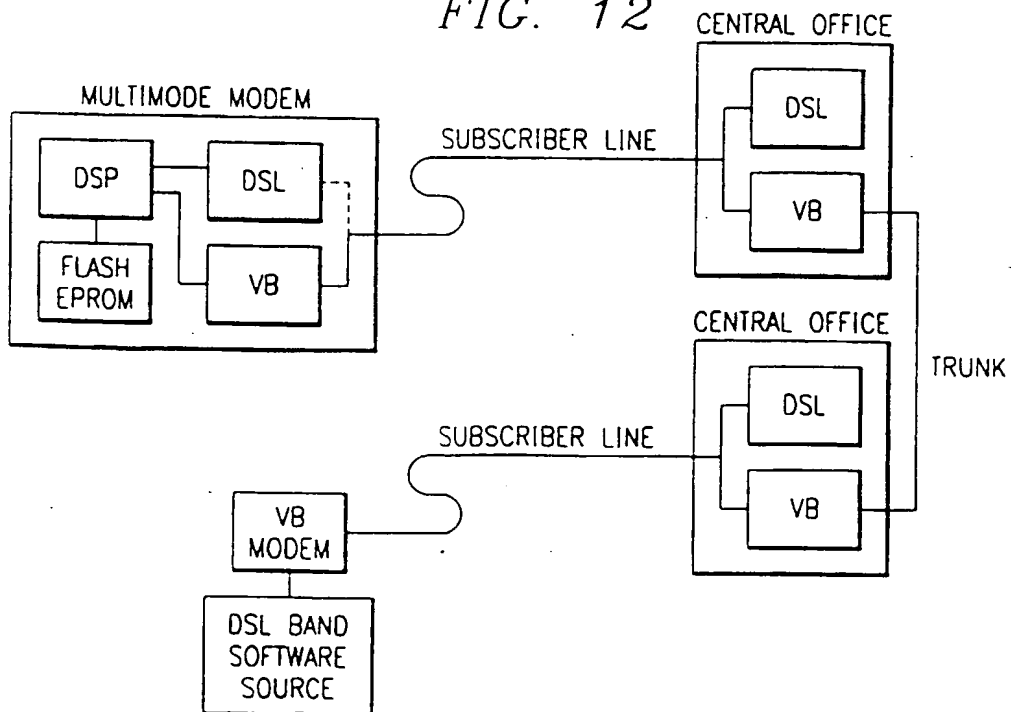 FIG. 12
CENTRAL OFFICE
DSL
VB
MULTIMODE MODEM
DSP
DSL
FLASH
EPROM
VB
SUBSCRIBER LINE
CENTRAL OFFICE
DSL
VB
TRUNK
SUBSCRIBER LINE
VB
MODEM
DSL BAND
SOFTWARE
SOURCE